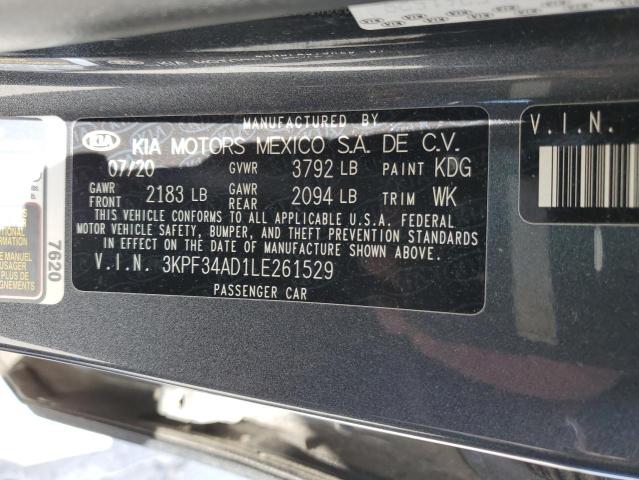 MANUFACTURED BY
KIA KIA MOTORS MEXICO S.A. DE C.V.
07/20 GVWR 3792 LB PAINT KDG
GAWR FRONT 2183 LB GAWR REAR 2094 LB TRIM WK
THIS VEHICLE CONFORMS TO ALL APPLICABLE U.S.A. FEDERAL
MOTOR VEHICLE SAFETY, BUMPER, AND THEFT PREVENTION STANDARDS
IN EFFECT ON THE DATE OF MANUFACTURE SHOWN ABOVE.
V.I.N. 3KPF34AD1LE261529
PASSENGER CAR
V.I.N.
7620